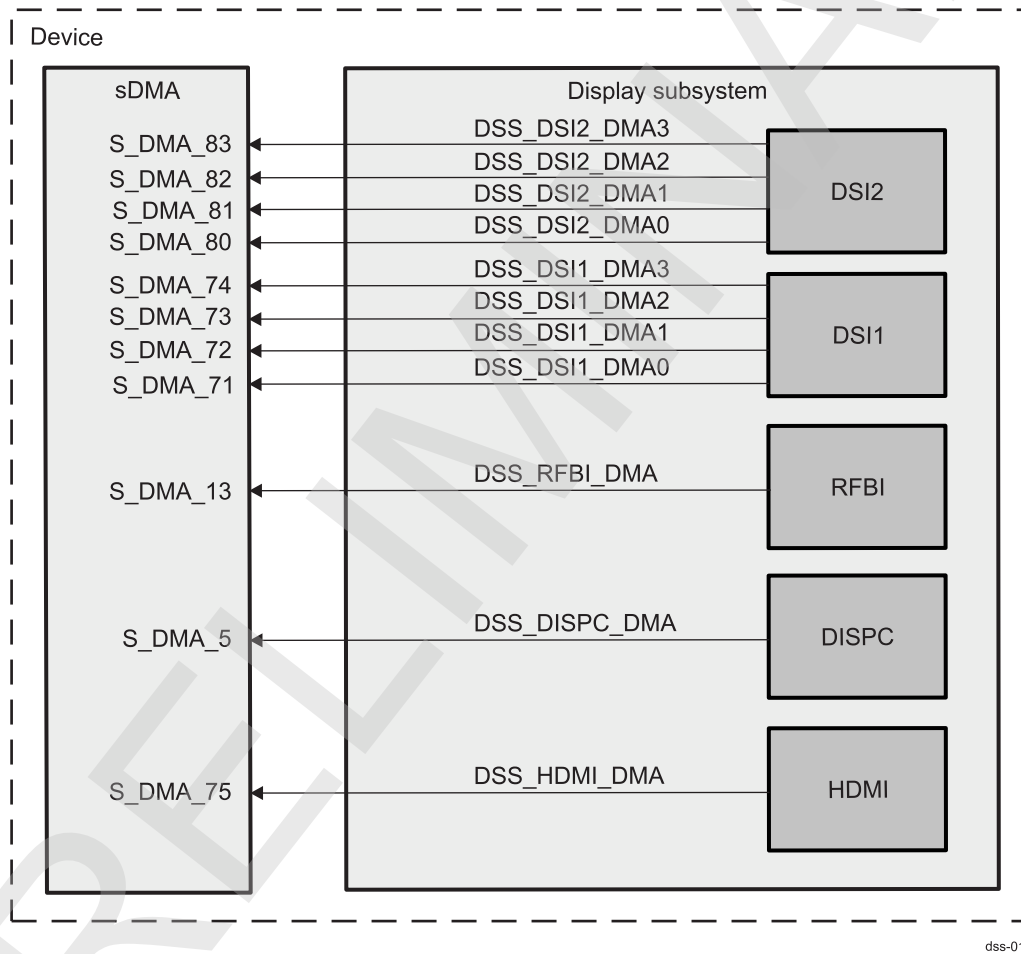 Device
sDMA
Display subsystem
S_DMA_83
DSS_DSI2_DMA3
S_DMA_82
DSS_DSI2_DMA2
S_DMA_81
DSS_DSI2_DMA1
S_DMA_80
DSS_DSI2_DMA0
DSI2
S_DMA_74
DSS_DSI1_DMA3
S_DMA_73
DSS_DSI1_DMA2
S_DMA_72
DSS_DSI1_DMA1
S_DMA_71
DSS_DSI1_DMA0
DSI1
S_DMA_13
DSS_RFBI_DMA
RFBI
S_DMA_5
DSS_DISPC_DMA
DISPC
S_DMA_75
DSS_HDMI_DMA
HDMI
RELIMINA